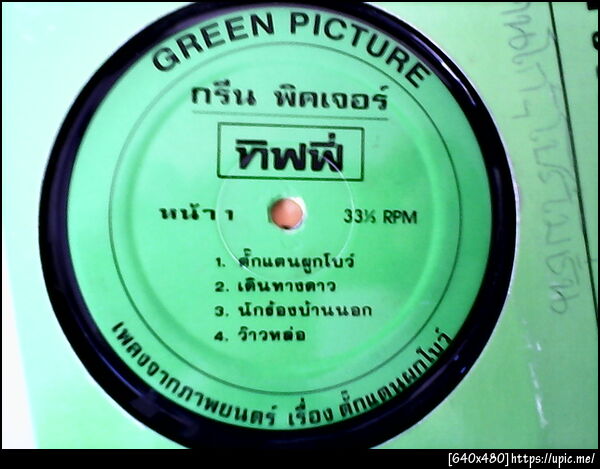 GREEN PICTURE
กรีน พิคเจอร์
ทิฟฟี่
หน้า 1
33⅓ RPM
1. ตั๊กแตนผูกโบว์
2. เดินทางดาว
3. นักร้องบ้านนอก
4. ว๊าวหล่อ
เพลงจากภาพยนตร์ เรื่อง ตั๊กแตนผูกโบว์
[640x480]https://upic.me/